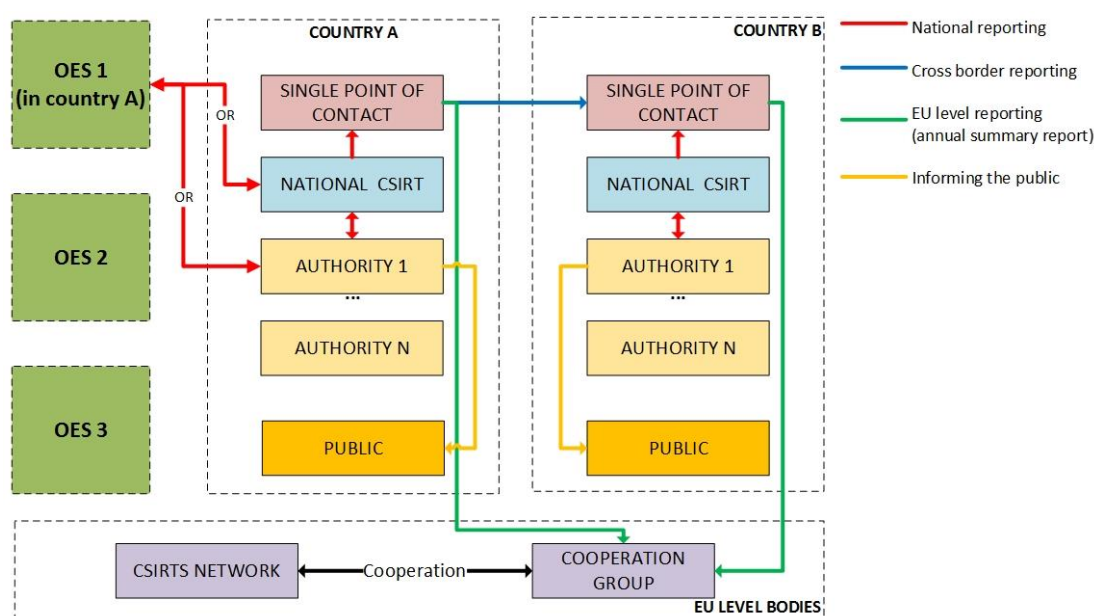 OES 1
(in country A)
OES 2
OES 3
OR
OR
COUNTRY A
SINGLE POINT OF
CONTACT
NATIONAL CSIRT
AUTHORITY 1
...
AUTHORITY N
PUBLIC
COUNTRY B
SINGLE POINT OF
CONTACT
NATIONAL CSIRT
AUTHORITY 1
...
AUTHORITY N
PUBLIC
National reporting
Cross border reporting
EU level reporting
(annual summary report)
Informing the public
CSIRTS NETWORK
Cooperation
COOPERATION
GROUP
EU LEVEL BODIES